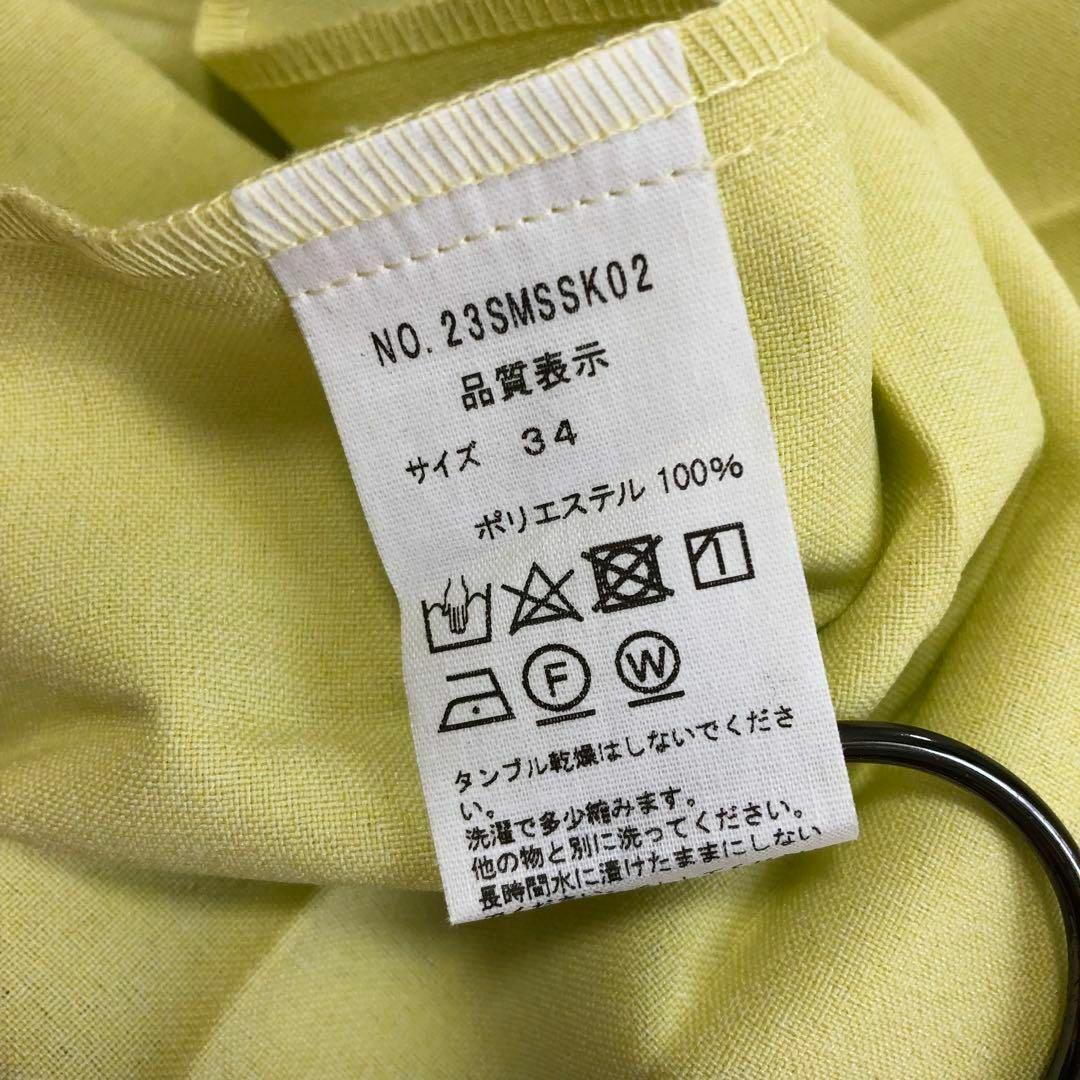 NO. 23SMSSK02
品質表示
サイズ 34
ポリエステル 100%
1
F W
タンブル乾燥はしないでくださ
い。
洗濯で多少縮みます。
他の物と別に洗ってください。
長時間水に漬けたままにしない